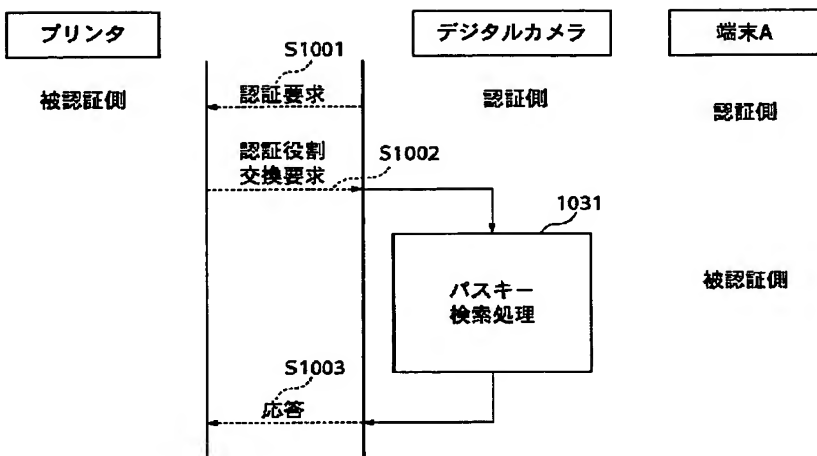 プリンタ
デジタルカメラ
端末A
被認証側
S1001
認証要求
認証側
認証側
認証役割
交換要求
S1002
1031
パスキー
検索処理
被認証側
S1003
応答